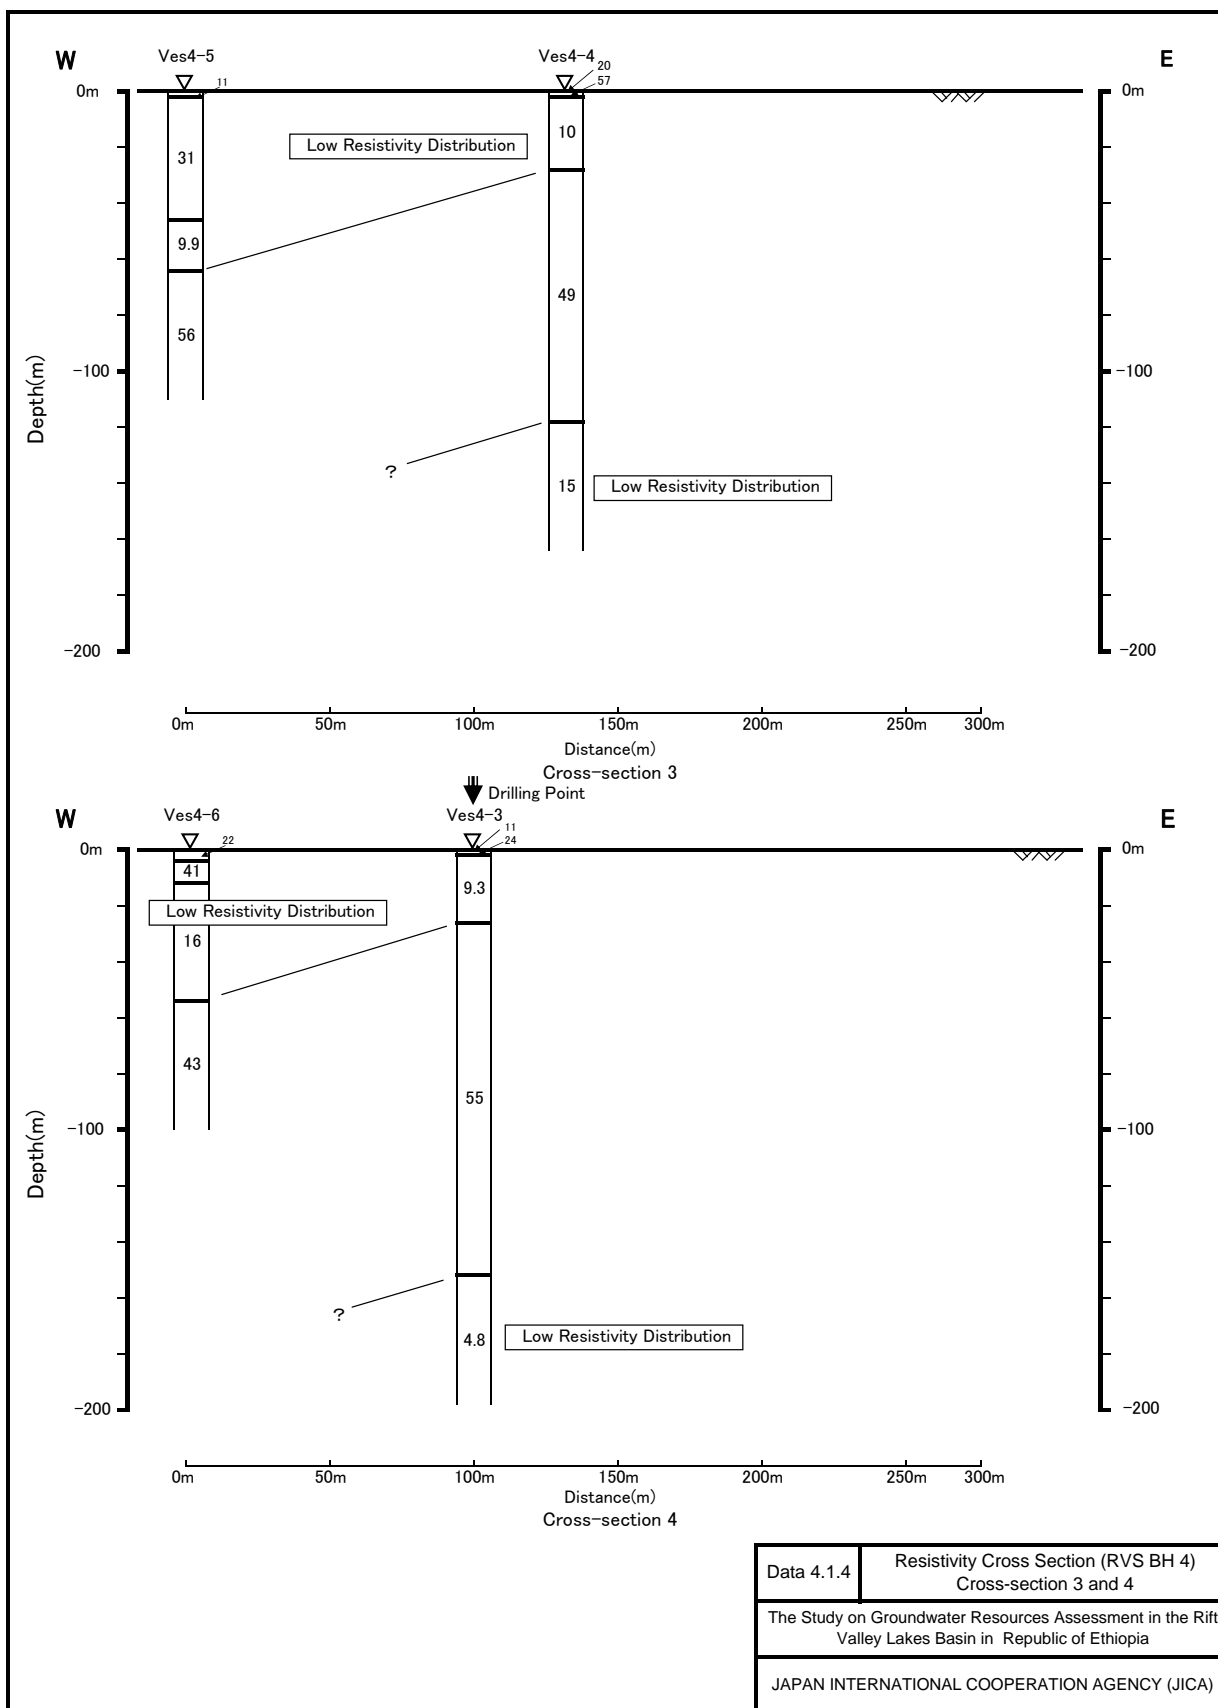 W
Ves4-5
Ves4-4
E
20
11
57
0m
0m
10
Low Resistivity Distribution
31
9.9
49
56
Depth(m)
-100
-100
?
15
Low Resistivity Distribution
-200
-200
0m 50m 100m 150m 200m 250m 300m
Distance(m)
Cross-section 3
Drilling Point
W
Ves4-6
Ves4-3
E
11
22
24
0m
0m
41
9.3
Low Resistivity Distribution
16
43
55
Depth(m)
-100
-100
?
4.8
Low Resistivity Distribution
-200
-200
0m 50m 100m 150m 200m 250m 300m
Distance(m)
Cross-section 4
Data 4.1.4
Resistivity Cross Section (RVS BH 4)
Cross-section 3 and 4
The Study on Groundwater Resources Assessment in the Rift
Valley Lakes Basin in Republic of Ethiopia
JAPAN INTERNATIONAL COOPERATION AGENCY (JICA)